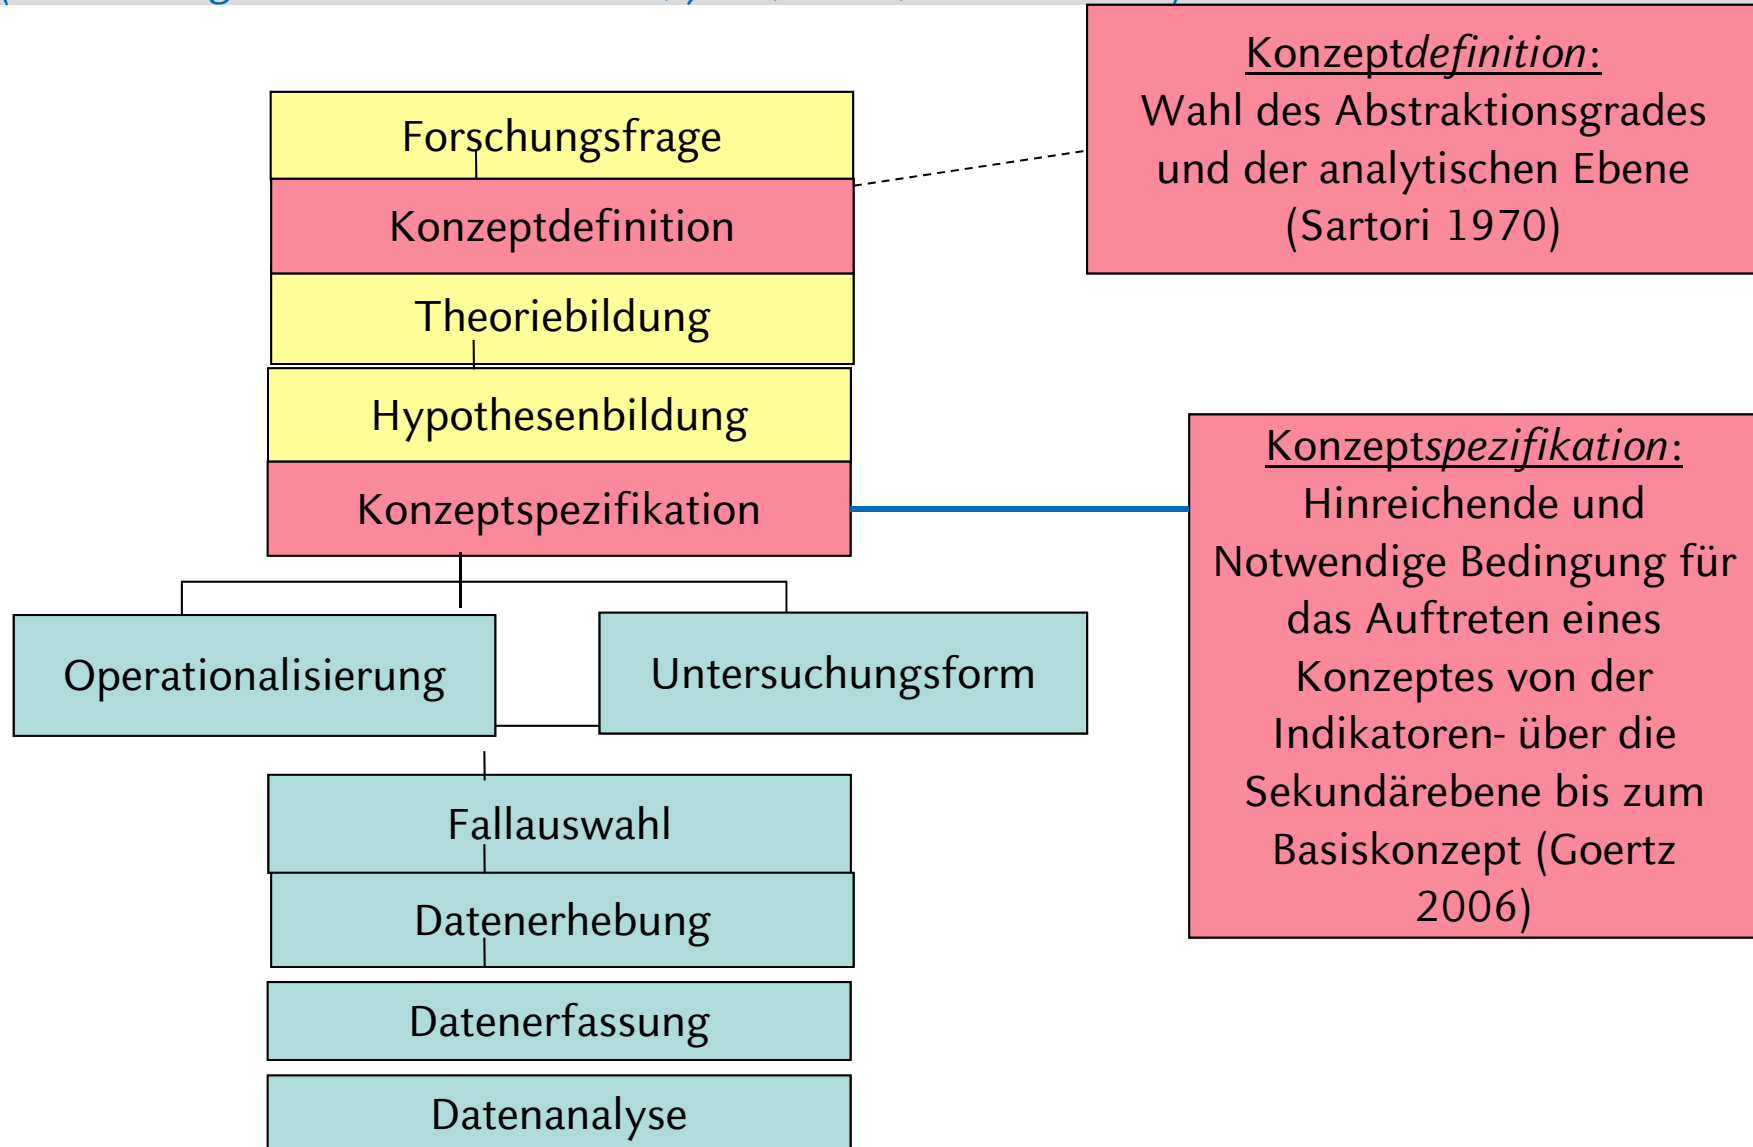 Konzeptdefinition:
Wahl des Abstraktionsgrades
und der analytischen Ebene
(Sartori 1970)
Forschungsfrage
Konzeptdefinition
Theoriebildung
Hypothesenbildung
Konzeptspezifikation
Konzeptspezifikation:
Hinreichende und
Notwendige Bedingung für
das Auftreten eines
Konzeptes von der
Indikatoren- über die
Sekundärebene bis zum
Basiskonzept (Goertz
2006)
Operationalisierung
Untersuchungsform
Fallauswahl
Datenerhebung
Datenerfassung
Datenanalyse